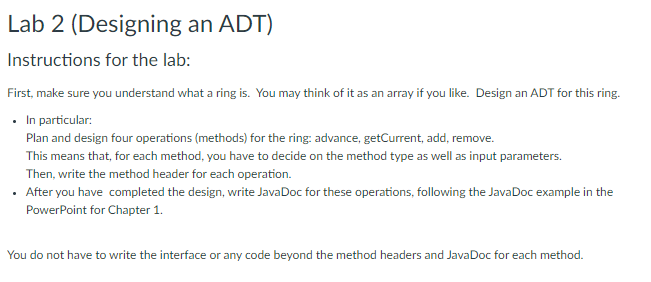 Lab 2 (Designing an ADT)
Instructions for the lab:
First, make sure you understand what a ring is.  You may think of it as an array if you like.  Design an ADT for this ring.
• In particular:
Plan and design four operations (methods) for the ring: advance, getCurrent, add, remove.
This means that, for each method, you have to decide on the method type as well as input parameters.
Then, write the method header for each operation.
• After you have  completed the design, write JavaDoc for these operations, following the JavaDoc example in the
PowerPoint for Chapter 1.
You do not have to write the interface or any code beyond the method headers and JavaDoc for each method.